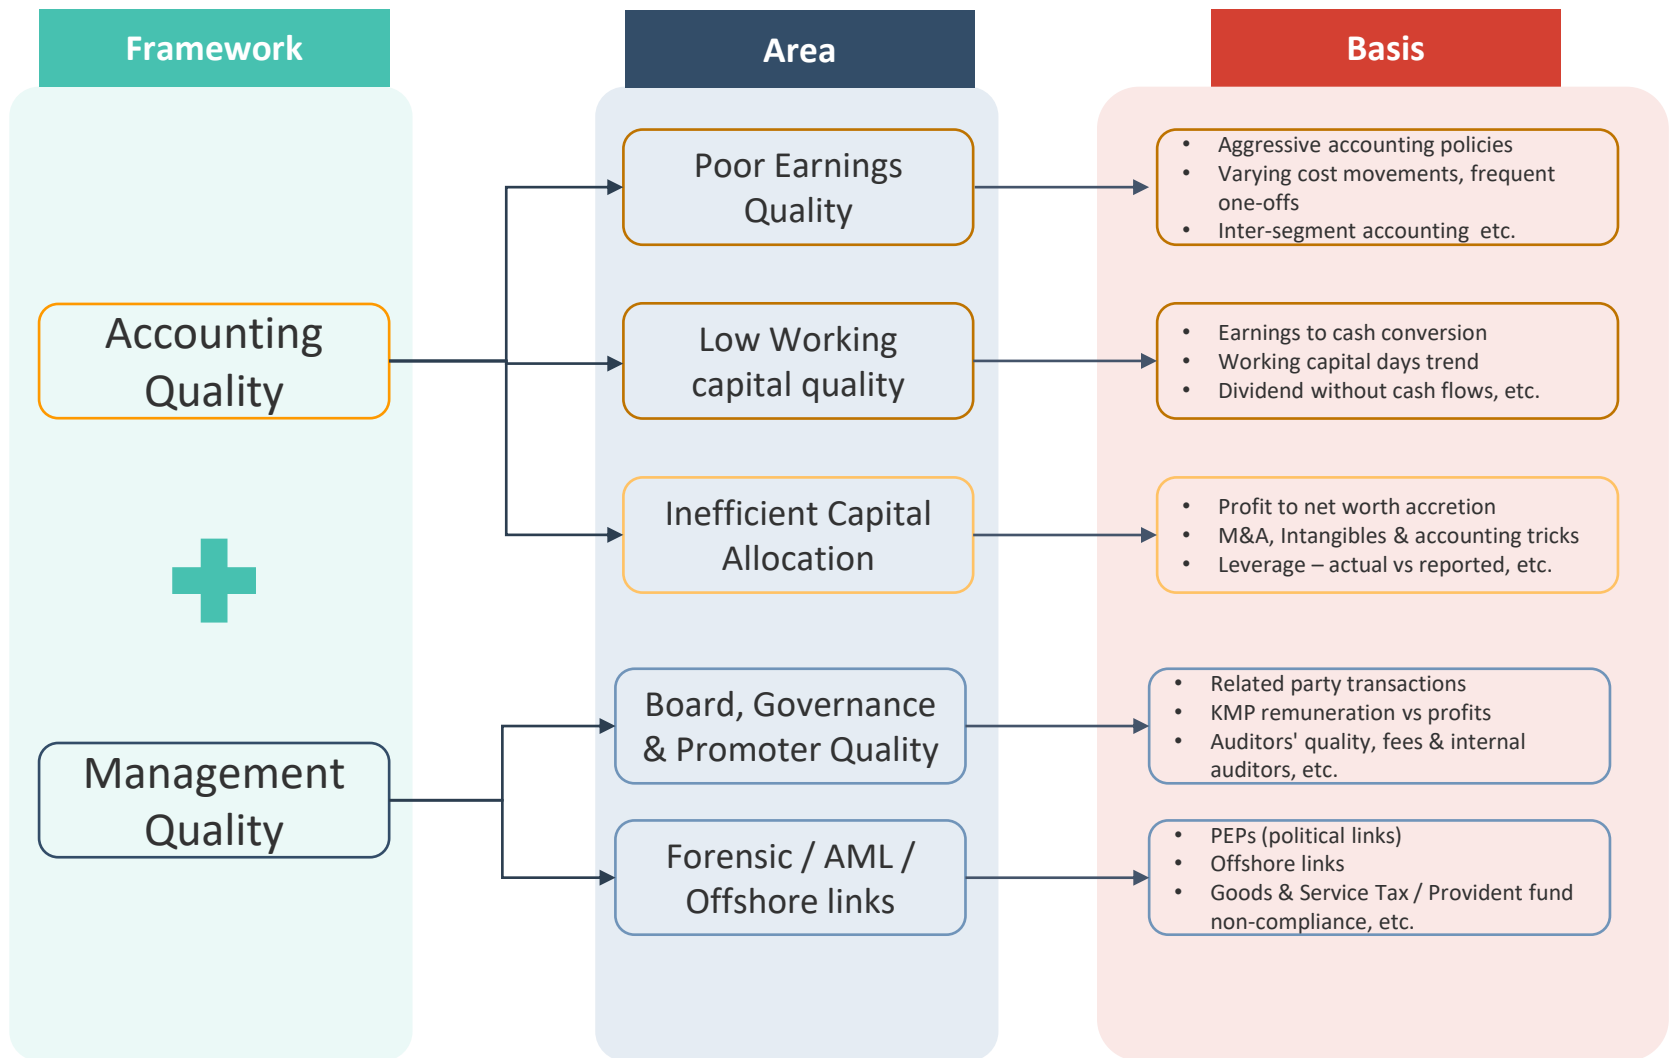 Framework
Area
Basis
Accounting
Quality
Management
Quality
Poor Earnings
Quality
Low Working
capital quality
Inefficient Capital
Allocation
Board, Governance
& Promoter Quality
Forensic / AML /
Offshore links
• Aggressive accounting policies
• Varying cost movements, frequent
one-offs
• Inter-segment accounting etc.
• Earnings to cash conversion
• Working capital days trend
• Dividend without cash flows, etc.
• Profit to net worth accretion
• M&A, Intangibles & accounting tricks
• Leverage – actual vs reported, etc.
• Related party transactions
• KMP remuneration vs profits
• Auditors' quality, fees & internal
auditors, etc.
• PEPs (political links)
• Offshore links
• Goods & Service Tax / Provident fund
non-compliance, etc.